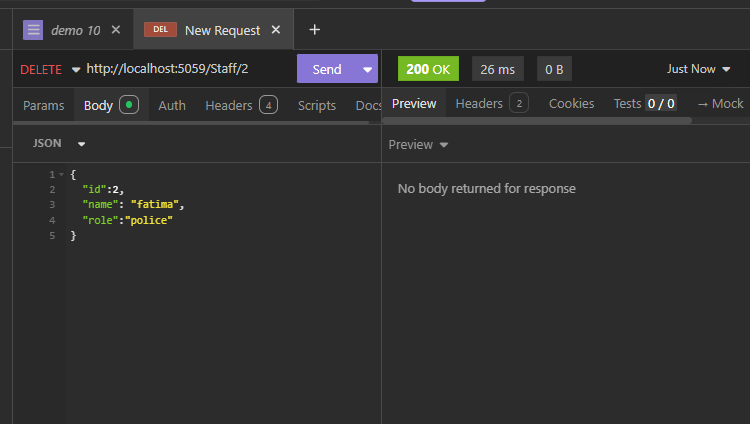 demo 10
DEL New Request
DELETE http://localhost:5059/Staff/2 Send
200 OK 26 ms 0 B Just Now
Params Body Auth Headers 4 Scripts Docs
Preview Headers 2 Cookies Tests 0 / 0 → Mock
JSON
Preview
1 {
2 "id":2,
3 "name": "fatima",
4 "role":"police"
5 }
No body returned for response